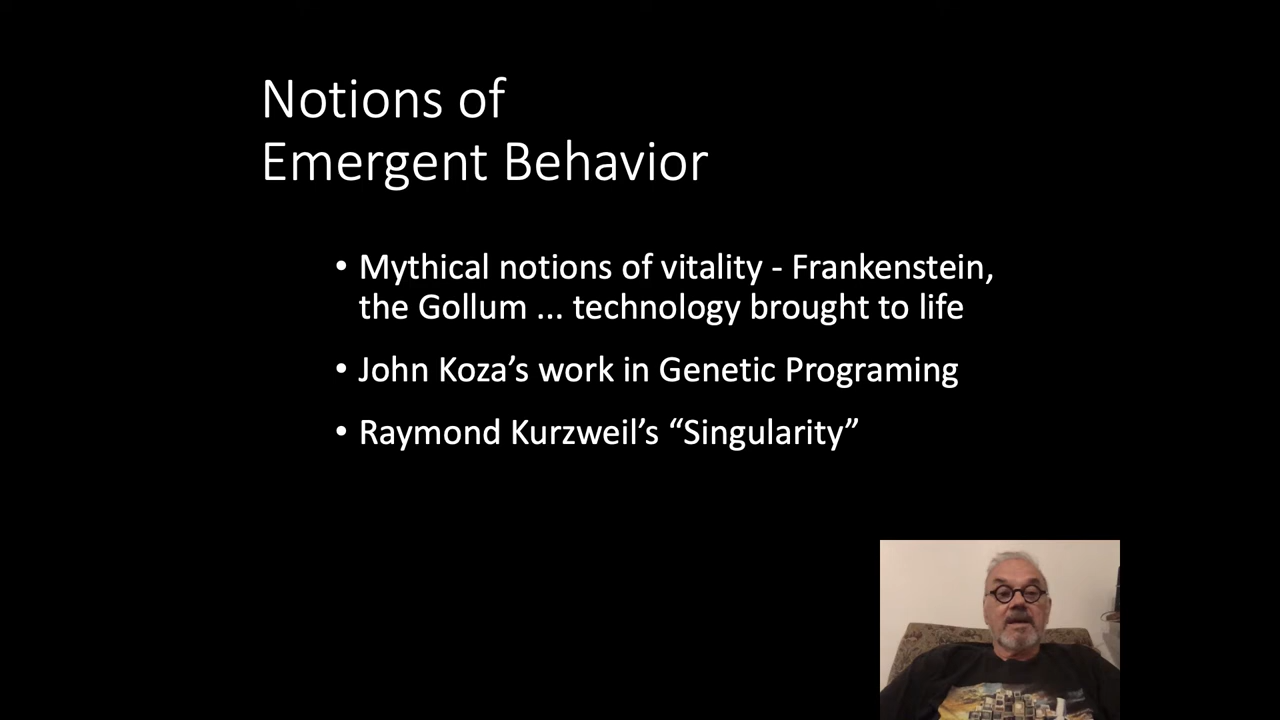 Notions of
Emergent Behavior
• Mythical notions of vitality - Frankenstein,
the Gollum ... technology brought to life
• John Koza’s work in Genetic Programing
• Raymond Kurzweil’s “Singularity”